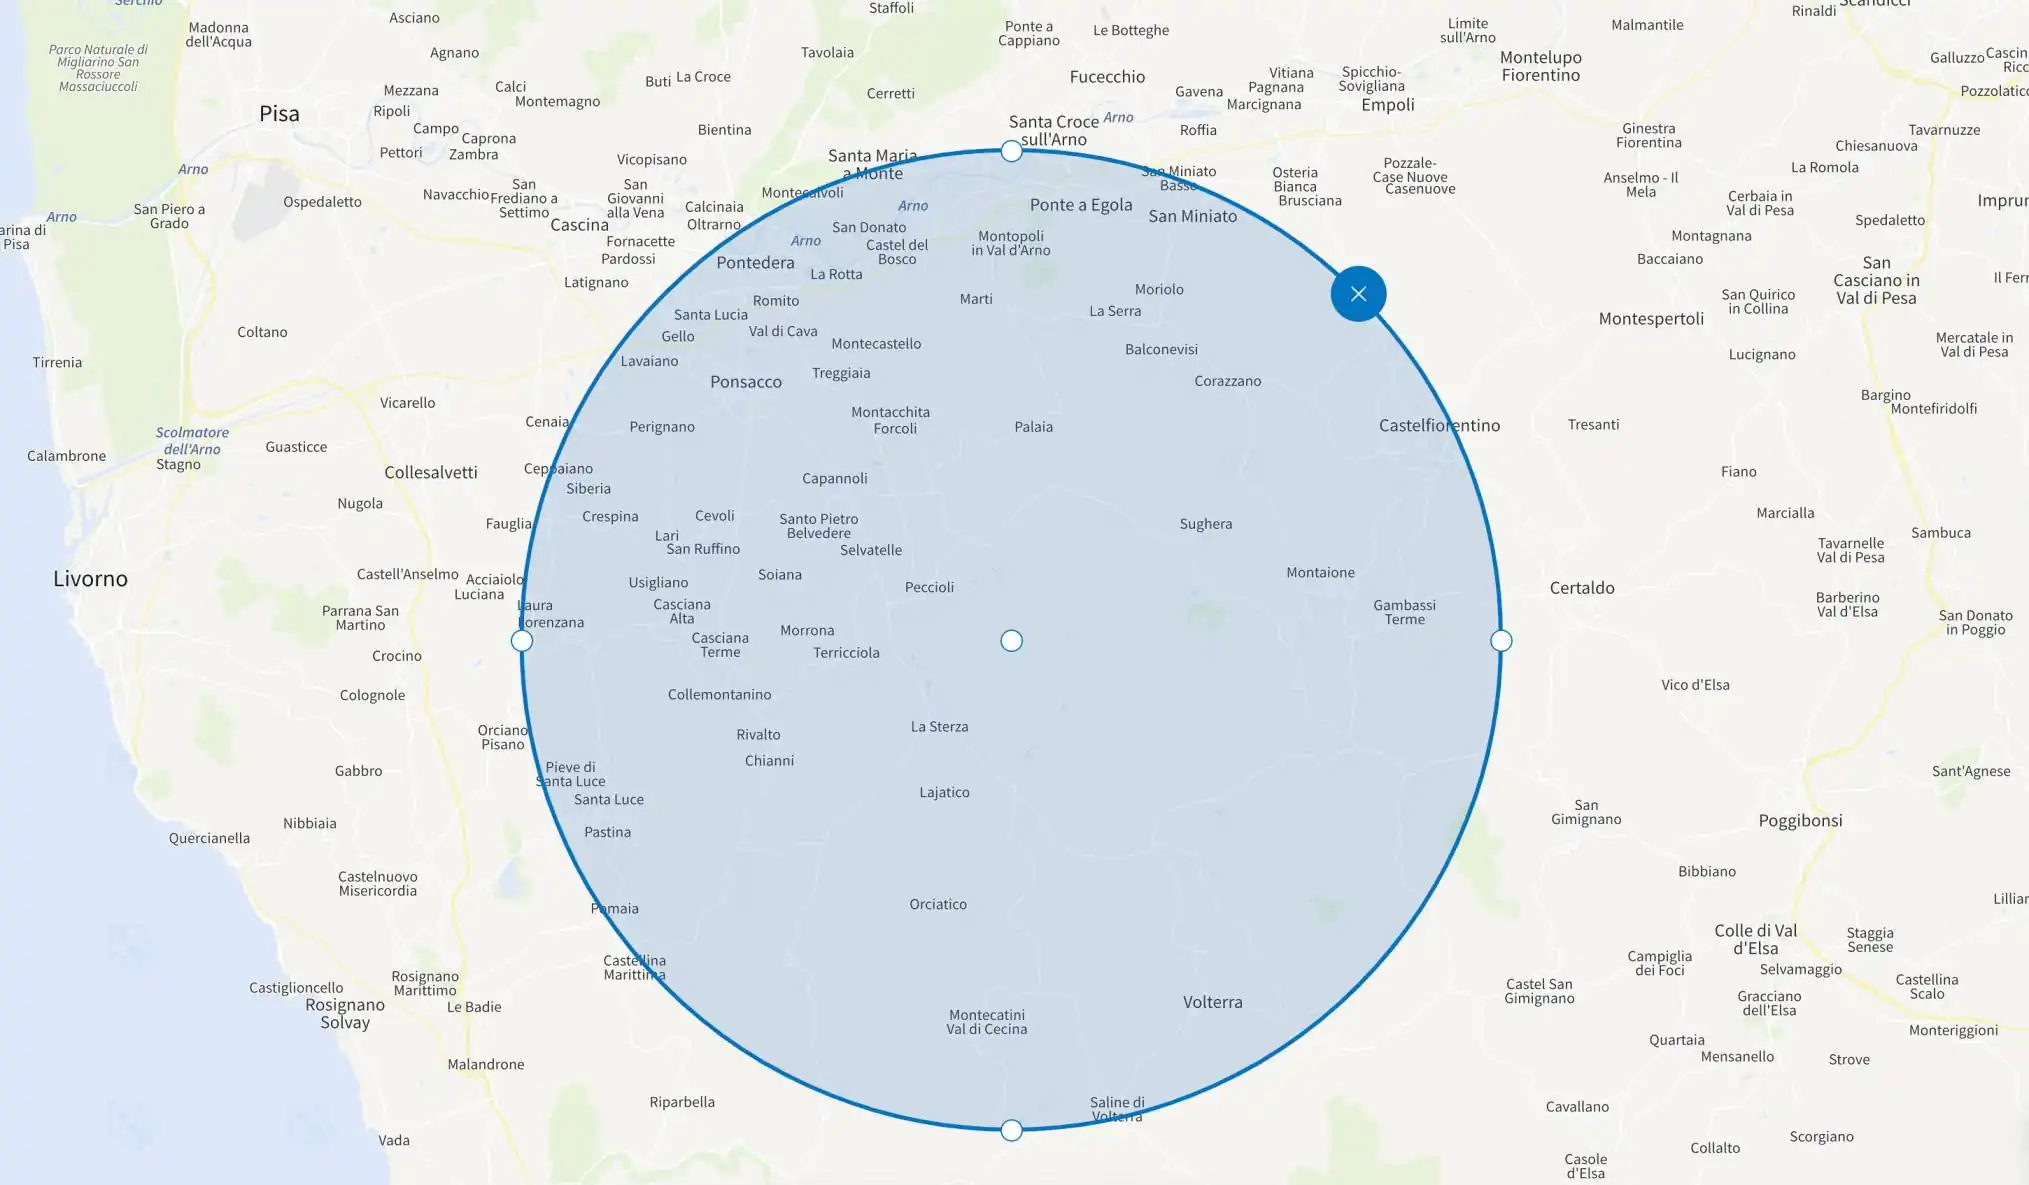 Serchio
Asciano
Staffoli
Rinaldi
Scandicci
Madonna
dell'Acqua
Ponte a
Cappiano
Le Botteghe
Limite
sull'Arno
Malmantile
Parco Naturale di
Migliarino San
Rossore
Massaciuccoli
Agnano
Tavolaia
Montelupo
Fiorentino
Galluzzo
Calci
Buti
La Croce
Fucecchio
Vitiana
Pagnana
Spicchio-
Sovigliana
Mezzana
Montemagno
Cerretti
Gavena
Marcignana
Empoli
Pisa
Ripoli
Campo
Caprona
Bientina
Santa Croce
sull'Arno
Arno
Roffia
Ginestra
Fiorentina
Tavarnuzze
Chiesanuova
Pettori
Zambra
Vicopisano
Santa Maria
a Monte
San Miniato
Basso
Osteria
Bianca
Brusciana
Pozzale-
Case Nuove
Casenuove
La Romola
Arno
Navacchio
San
Frediano a
Settimo
San
Giovanni
alla Vena
Montecalvoli
Anselmo - Il
Mela
Cerbaia in
Val di Pesa
Ospedaletto
Calcinaia
Oltrarno
Arno
Ponte a Egola
San Miniato
Spedaletto
Arno
San Piero a
Grado
Cascina
Fornacette
Pardossi
San Donato
Castel del
Bosco
Arno
Montopoli
in Val d'Arno
Montagnana
Baccaiano
Pontedera
La Rotta
San
Casciano in
Val di Pesa
Latignano
Romito
Marti
Moriolo
San Quirico
in Collina
Santa Lucia
La Serra
Montespertoli
Coltano
Gello
Val di Cava
Montecastello
Balconevisi
Lucignano
Mercatale in
Val di Pesa
Tirrenia
Lavaiano
Ponsacco
Treggiaia
Corazzano
Vicarello
Bargino
Montefiridolfi
Cenaia
Perignano
Montacchita
Forcoli
Palaia
Castelfiorentino
Tresanti
Scolmatore
dell'Arno
Guasticce
Calambrone
Stagno
Collesalvetti
Ceppaiano
Siberia
Capannoli
Fiano
Nugola
Fauglia
Crespina
Cevoli
Santo Pietro
Belvedere
Sughera
Marcialla
Lari
San Ruffino
Selvatelle
Tavarnelle
Val di Pesa
Sambuca
Livorno
Castell'Anselmo
Acciaiolo
Luciana
Usigliano
Soiana
Peccioli
Montaione
Certaldo
Parrana San
Martino
Laura
Lorenzana
Casciana
Alta
Gambassi
Terme
Barberino
Val d'Elsa
San Donato
in Poggio
Crocino
Casciana
Terme
Morrona
Terricciola
Colognole
Collemontanino
Vico d'Elsa
Orciano
Pisano
Rivalto
La Sterza
Gabbro
Pieve di
Santa Luce
Chianni
Sant'Agnese
Santa Luce
Lajatico
San
Gimignano
Poggibonsi
Nibbiaia
Quercianella
Pastina
Bibbiano
Castelnuovo
Misericordia
Pomaia
Orciatico
Colle di Val
d'Elsa
Staggia
Senese
Castellina
Marittima
Campiglia
dei Foci
Selvamaggio
Castiglioncello
Rosignano
Marittimo
Castel San
Gimignano
Castellina
Scalo
Rosignano
Solvay
Le Badie
Volterra
Gracciano
dell'Elsa
Montecatini
Val di Cecina
Monteriggioni
Quartaia
Mensanello
Strove
Malandrone
Riparbella
Saline di
Volterra
Cavallano
Vada
Collalto
Scorgiano
Casole
d'Elsa